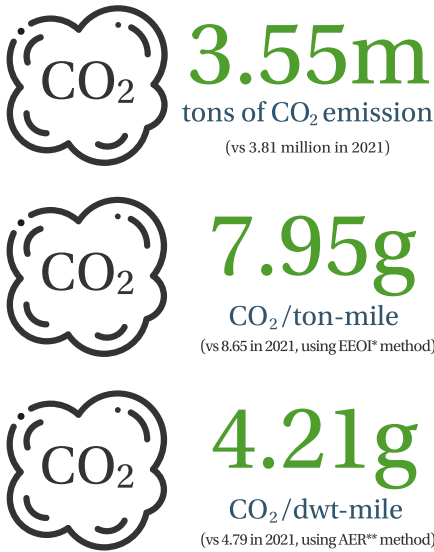 CO₂
3.55m
tons of CO₂ emission
(vs 3.81 million in 2021)
CO₂
7.95g
CO₂/ton-mile
(vs 8.65 in 2021, using EEOI* method)
CO₂
4.21g
CO₂/dwt-mile
(vs 4.79 in 2021, using AER** method)